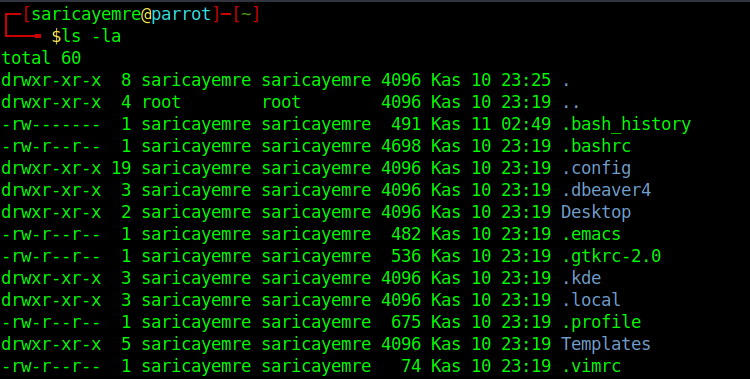 ┌─[saricayemre@parrot]─[~]
└──╼ $ls -la
total 60
drwxr-xr-x  8 saricayemre saricayemre 4096 Kas 10 23:25 .
drwxr-xr-x  4 root        root        4096 Kas 10 23:19 ..
-rw-------  1 saricayemre saricayemre  491 Kas 11 02:49 .bash_history
-rw-r--r--  1 saricayemre saricayemre 4698 Kas 10 23:19 .bashrc
drwxr-xr-x 19 saricayemre saricayemre 4096 Kas 10 23:19 .config
drwxr-xr-x  3 saricayemre saricayemre 4096 Kas 10 23:19 .dbeaver4
drwxr-xr-x  2 saricayemre saricayemre 4096 Kas 10 23:19 Desktop
-rw-r--r--  1 saricayemre saricayemre  482 Kas 10 23:19 .emacs
-rw-r--r--  1 saricayemre saricayemre  536 Kas 10 23:19 .gtkrc-2.0
drwxr-xr-x  3 saricayemre saricayemre 4096 Kas 10 23:19 .kde
drwxr-xr-x  3 saricayemre saricayemre 4096 Kas 10 23:19 .local
-rw-r--r--  1 saricayemre saricayemre  675 Kas 10 23:19 .profile
drwxr-xr-x  5 saricayemre saricayemre 4096 Kas 10 23:19 Templates
-rw-r--r--  1 saricayemre saricayemre   74 Kas 10 23:19 .vimrc